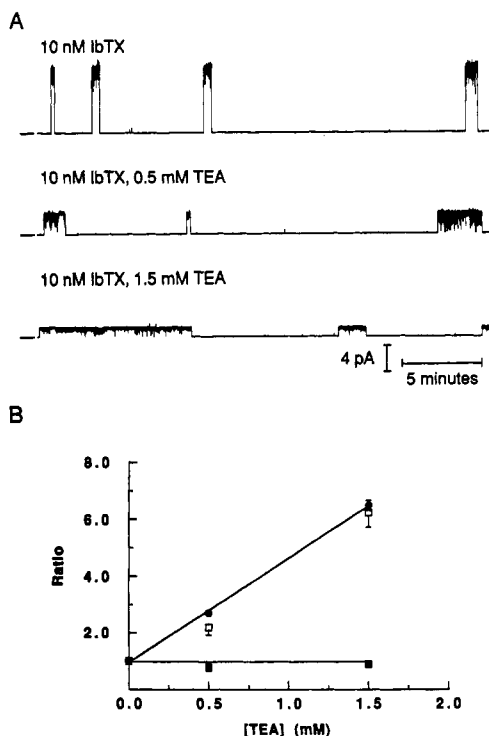 A
10 nM IbTX
10 nM IbTX, 0.5 mM TEA
10 nM IbTX, 1.5 mM TEA
4 pA
5 minutes
B
8.0
6.0
4.0
2.0
Ratio
0.0 0.5 1.0 1.5 2.0
[TEA] (mM)